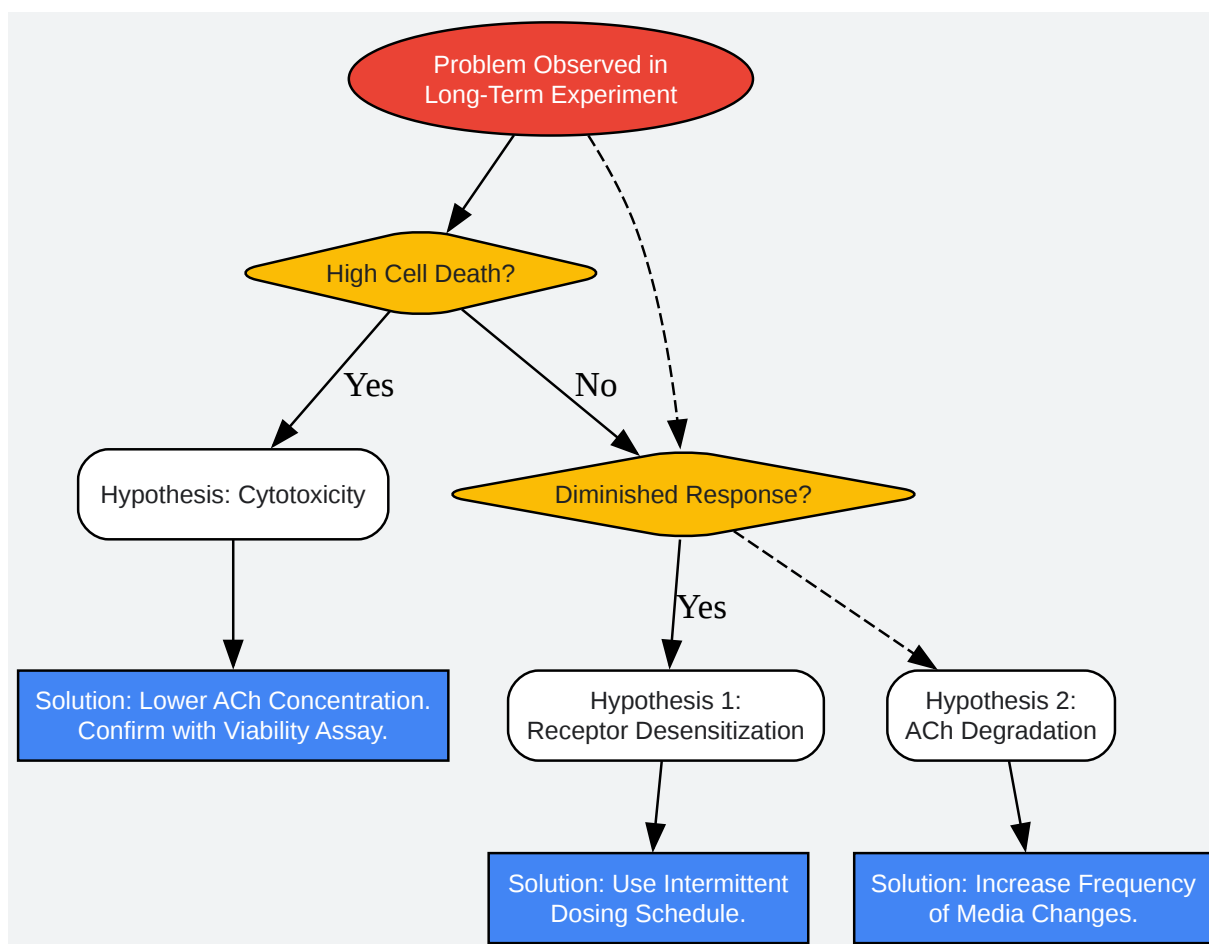 Problem Observed in
Long-Term Experiment
High Cell Death?
Yes
No
Hypothesis: Cytotoxicity
Diminished Response?
Yes
Solution: Lower ACh Concentration.
Confirm with Viability Assay.
Hypothesis 1:
Receptor Desensitization
Hypothesis 2:
ACh Degradation
Solution: Use Intermittent
Dosing Schedule.
Solution: Increase Frequency
of Media Changes.